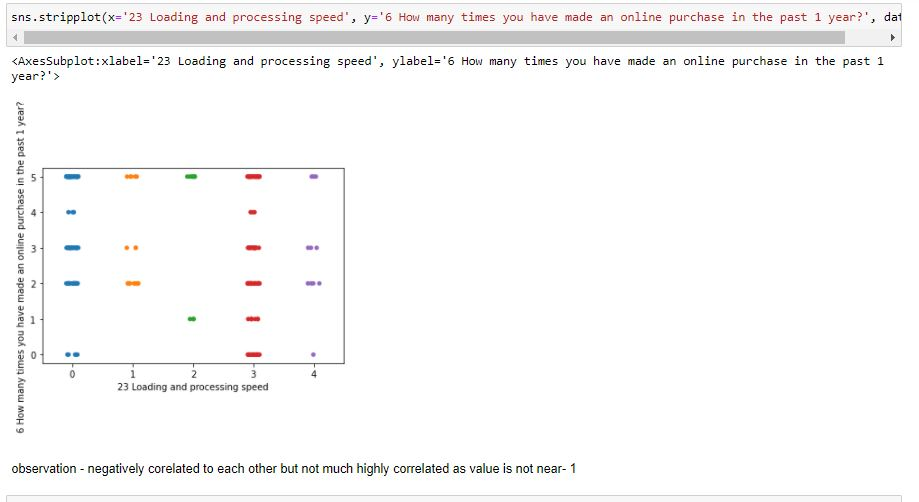 sns.stripplot(x='23 Loading and processing speed', y='6 How many times you have made an online purchase in the past 1 year?', dat
<AxesSubplot:xlabel='23 Loading and processing speed', ylabel='6 How many times you have made an online purchase in the past 1
year?'>
6 How many times you have made an online purchase in the past 1 year?
5
4
3
2
1
0
0 1 2 3 4
23 Loading and processing speed
observation - negatively corelated to each other but not much highly correlated as value is not near- 1